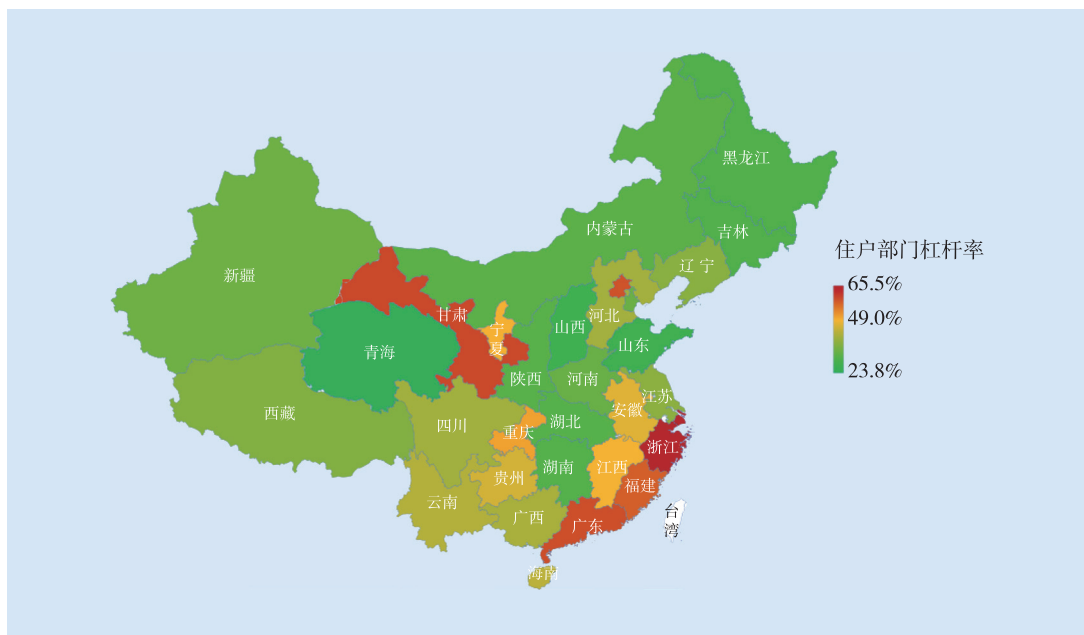 黑龙江
内蒙古
吉林
辽宁
新疆
甘肃
宁
夏
河北
山西
山东
青海
陕西
河南
西藏
四川
重庆
湖北
安徽
江苏
浙江
湖南
江西
贵州
福建
云南
广西
广东
台
湾
海南
住户部门杠杆率
65.5%
49.0%
23.8%